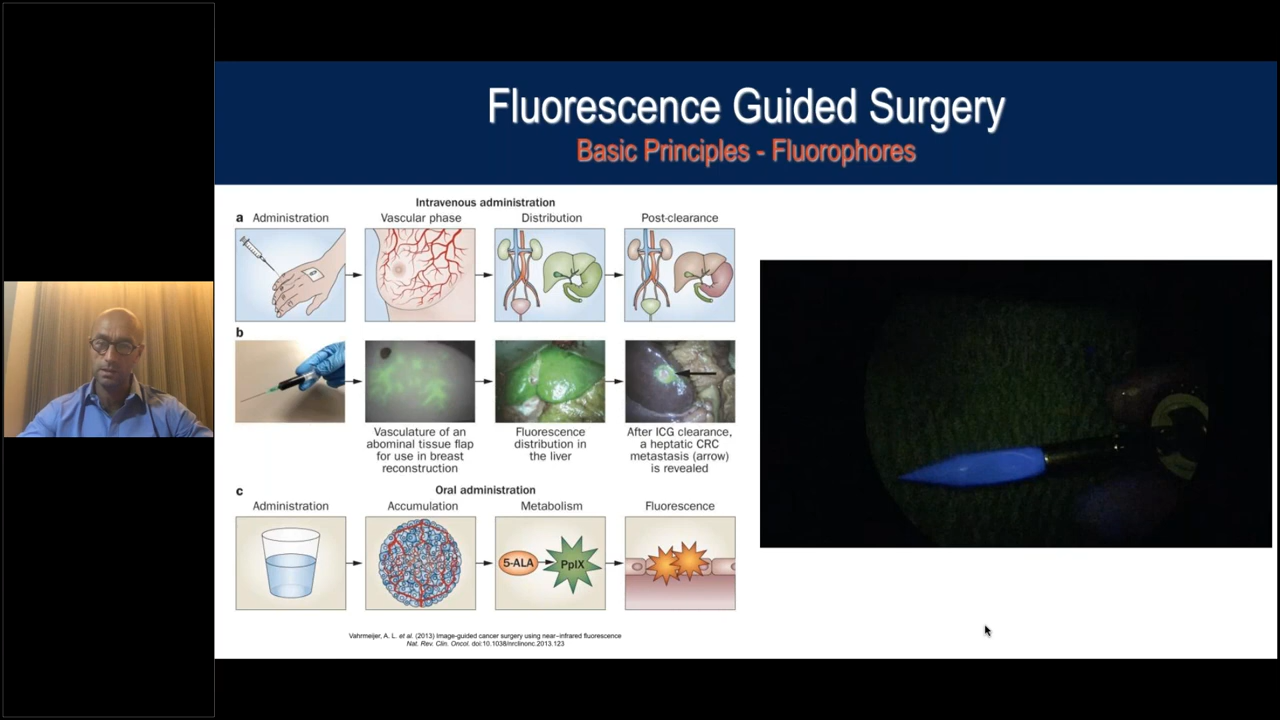 Fluorescence Guided Surgery
Basic Principles - Fluorophores
Intravenous administration
a Administration Vascular phase Distribution Post-clearance
b
Vasculature of an
abominal tissue flap
for use in breast
reconstruction
Fluorescence
distribution in
the liver
After ICG clearance,
a heptatic CRC
metastasis (arrow)
is revealed
c
Oral administration
Administration Accumulation Metabolism Fluorescence
5-ALA PpIX
Vahrmeijer, A. L. et al. (2013) Image-guided cancer surgery using near-infrared fluorescence
Nat. Rev. Clin. Oncol. doi:10.1038/nrclinonc.2013.123